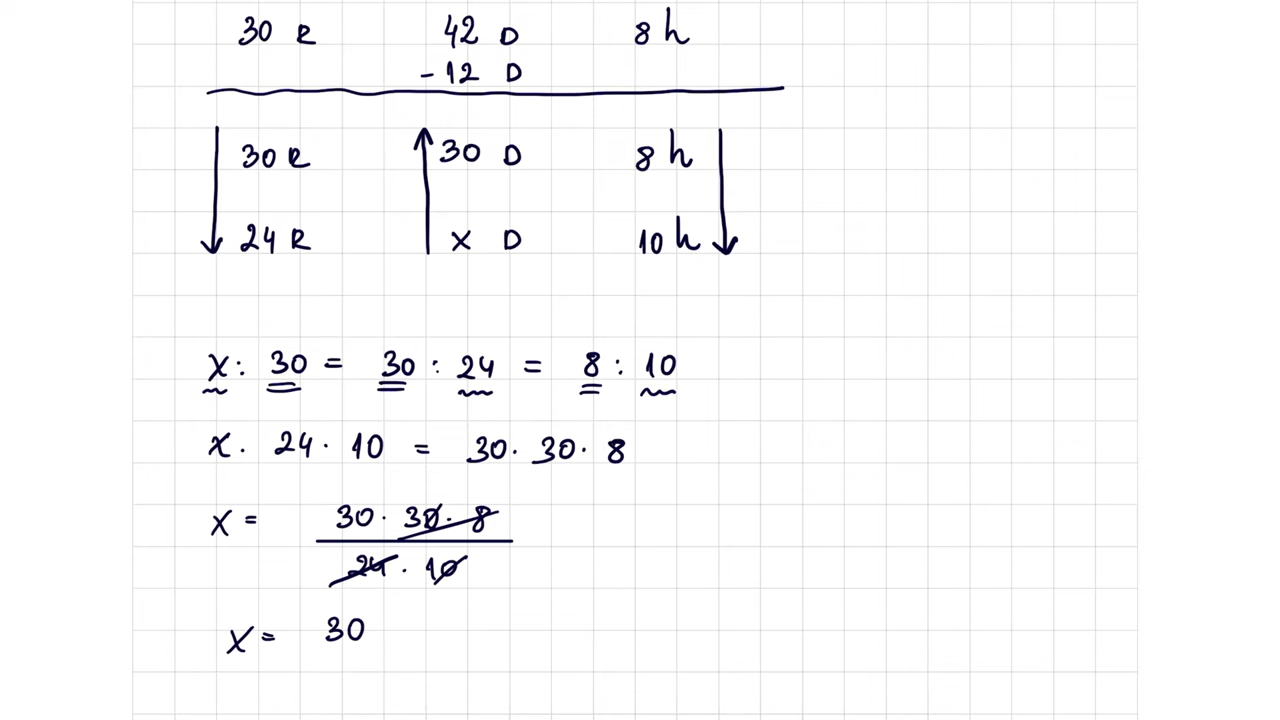 30 R 42 D 8 h
-12 D
30 R 30 D 8 h
24 R x D 10 h
x : 30 = 30 : 24 = 8 : 10
x · 24 · 10 = 30 · 30 · 8
x = 30 · 30 · 8
24 · 10
x = 30